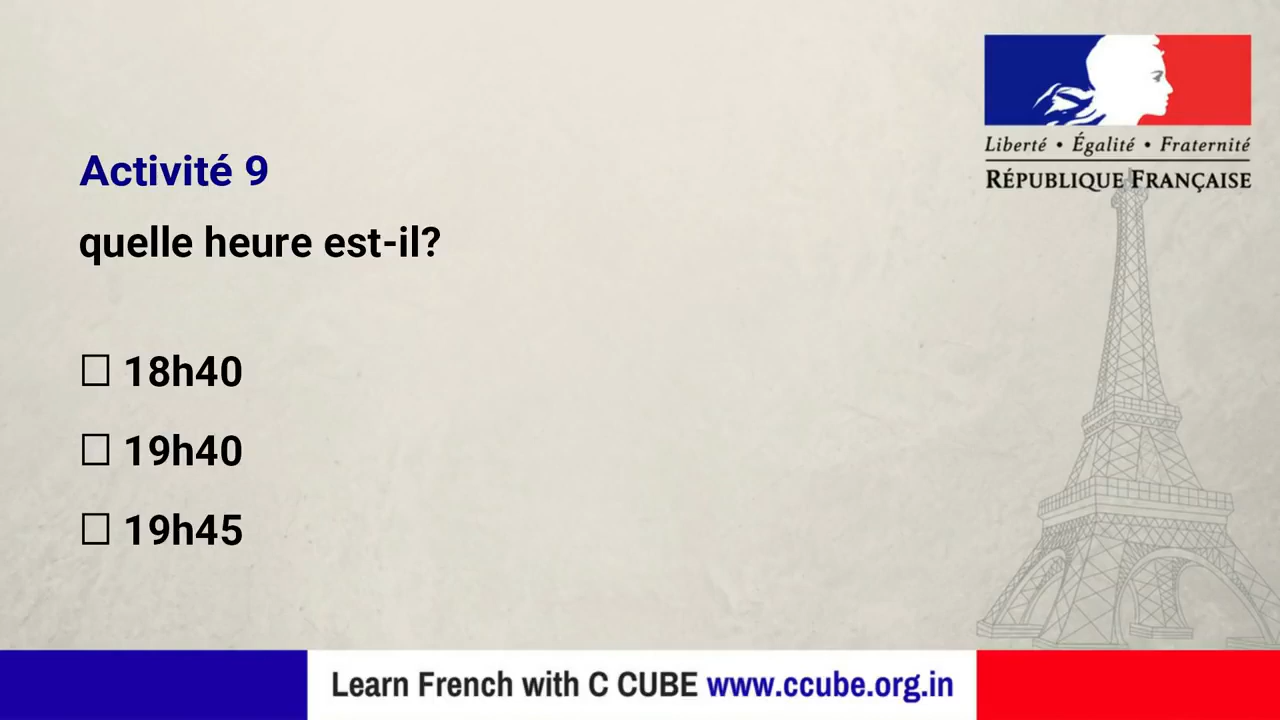 Liberté • Égalité • Fraternité
RÉPUBLIQUE FRANÇAISE
Activité 9
quelle heure est-il?
☐ 18h40
☐ 19h40
☐ 19h45
Learn French with C CUBE www.ccube.org.in